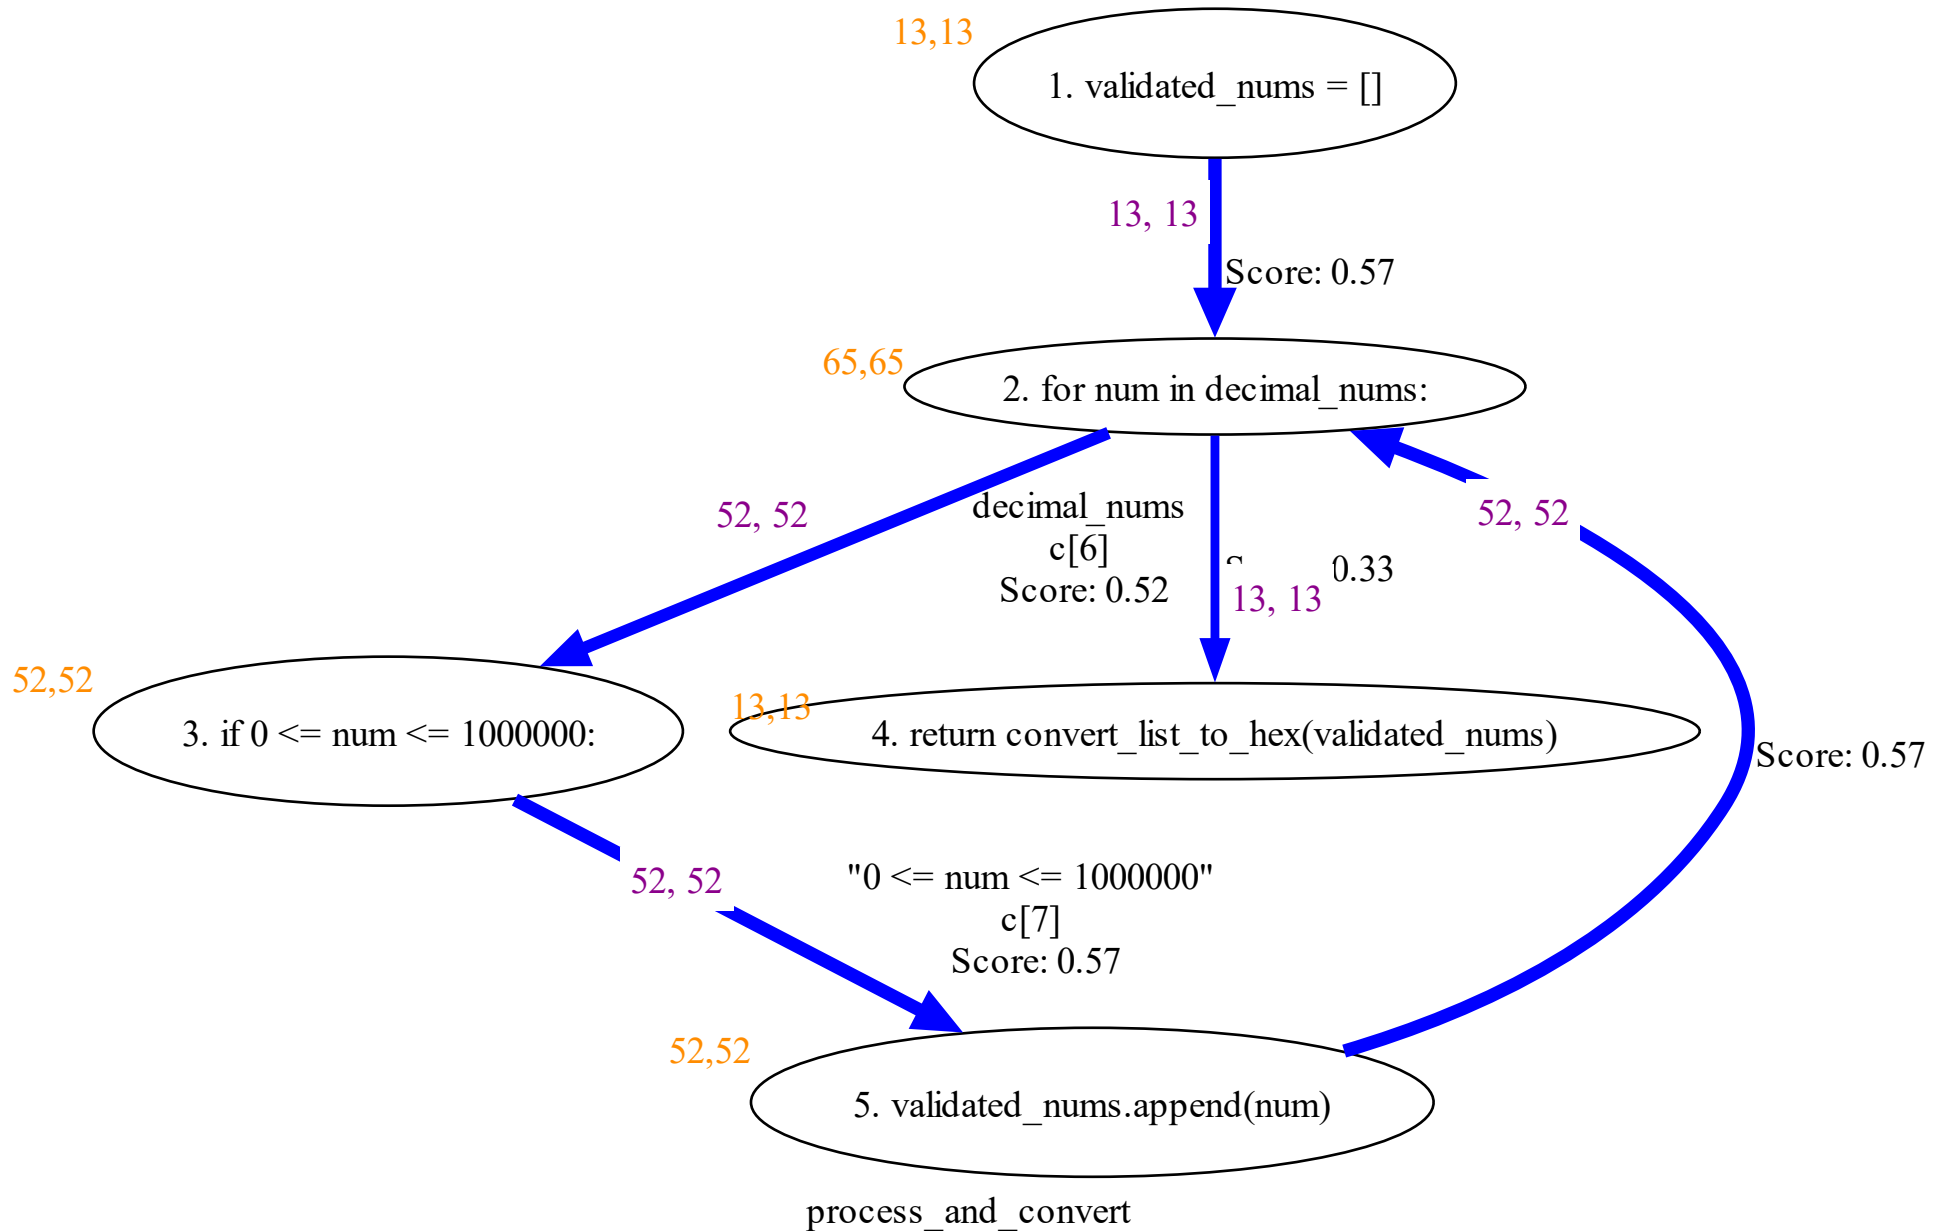 13,13
1. validated_nums = []
13, 13
Score: 0.57
65,65
2. for num in decimal_nums:
52, 52
decimal_nums
c[6]
Score: 0.52
0.33
13, 13
52, 52
52,52
3. if 0 <= num <= 1000000:
13,13
4. return convert_list_to_hex(validated_nums)
Score: 0.57
52, 52
"0 <= num <= 1000000"
c[7]
Score: 0.57
52,52
5. validated_nums.append(num)
process_and_convert